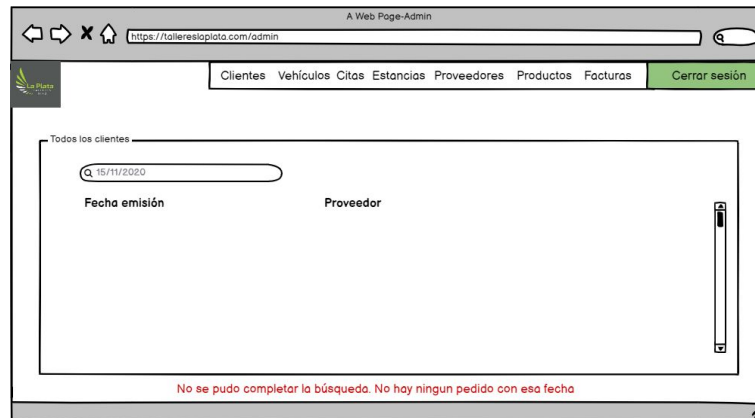 A Web Page-Admin
https://tallereslaplata.com/admin
La Plata
Clientes Vehículos Citas Estancias Proveedores Productos Facturas Cerrar sesión
Todos los clientes
15/11/2020
Fecha emisión Proveedor
No se pudo completar la búsqueda. No hay ningun pedido con esa fecha